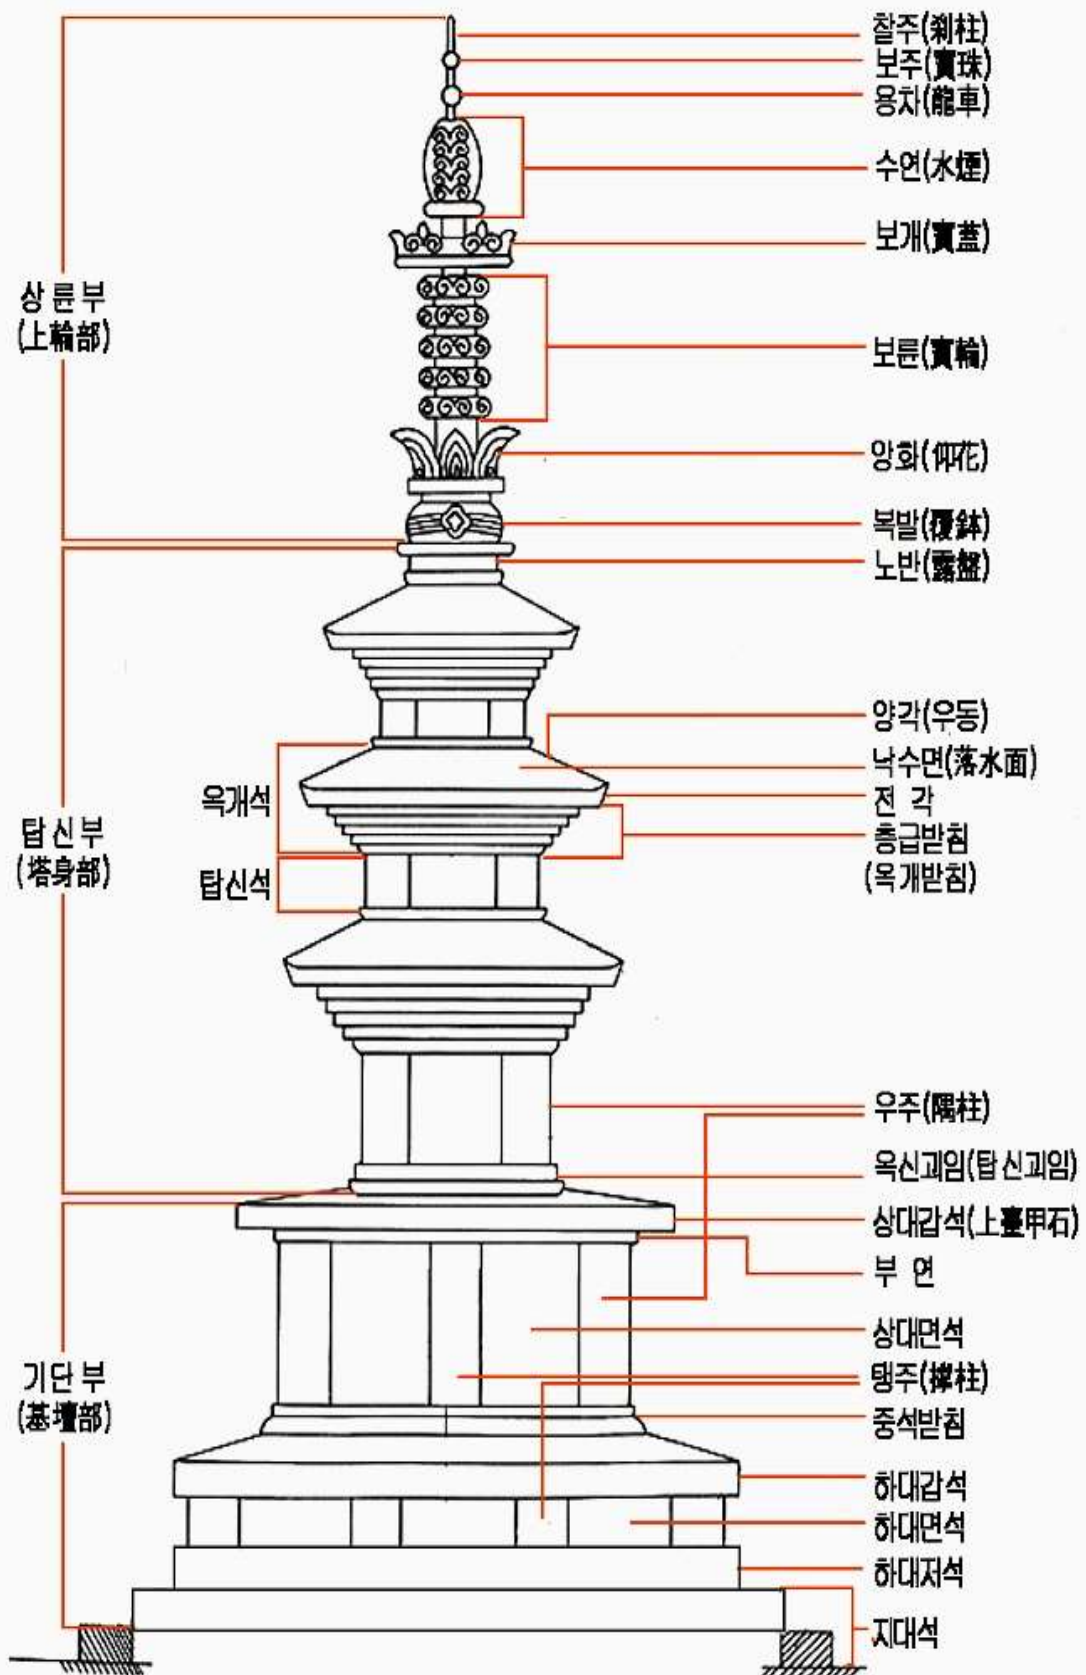 찰주(刹柱)
보주(寶珠)
용차(龍車)
수연(水煙)
보개(寶蓋)
상륜부
(上輪部)
보륜(寶輪)
앙화(仰花)
복발(覆鉢)
노반(露盤)
양각(우동)
낙수면(落水面)
전 각
옥개석
층급받침
(옥개받침)
탑신부
(塔身部)
탑신석
우주(隅柱)
옥신괴임(탑신괴임)
상대갑석(上臺甲石)
부 연
상대면석
기단부
(基壇部)
탱주(撑柱)
중석받침
하대갑석
하대면석
하대저석
지대석